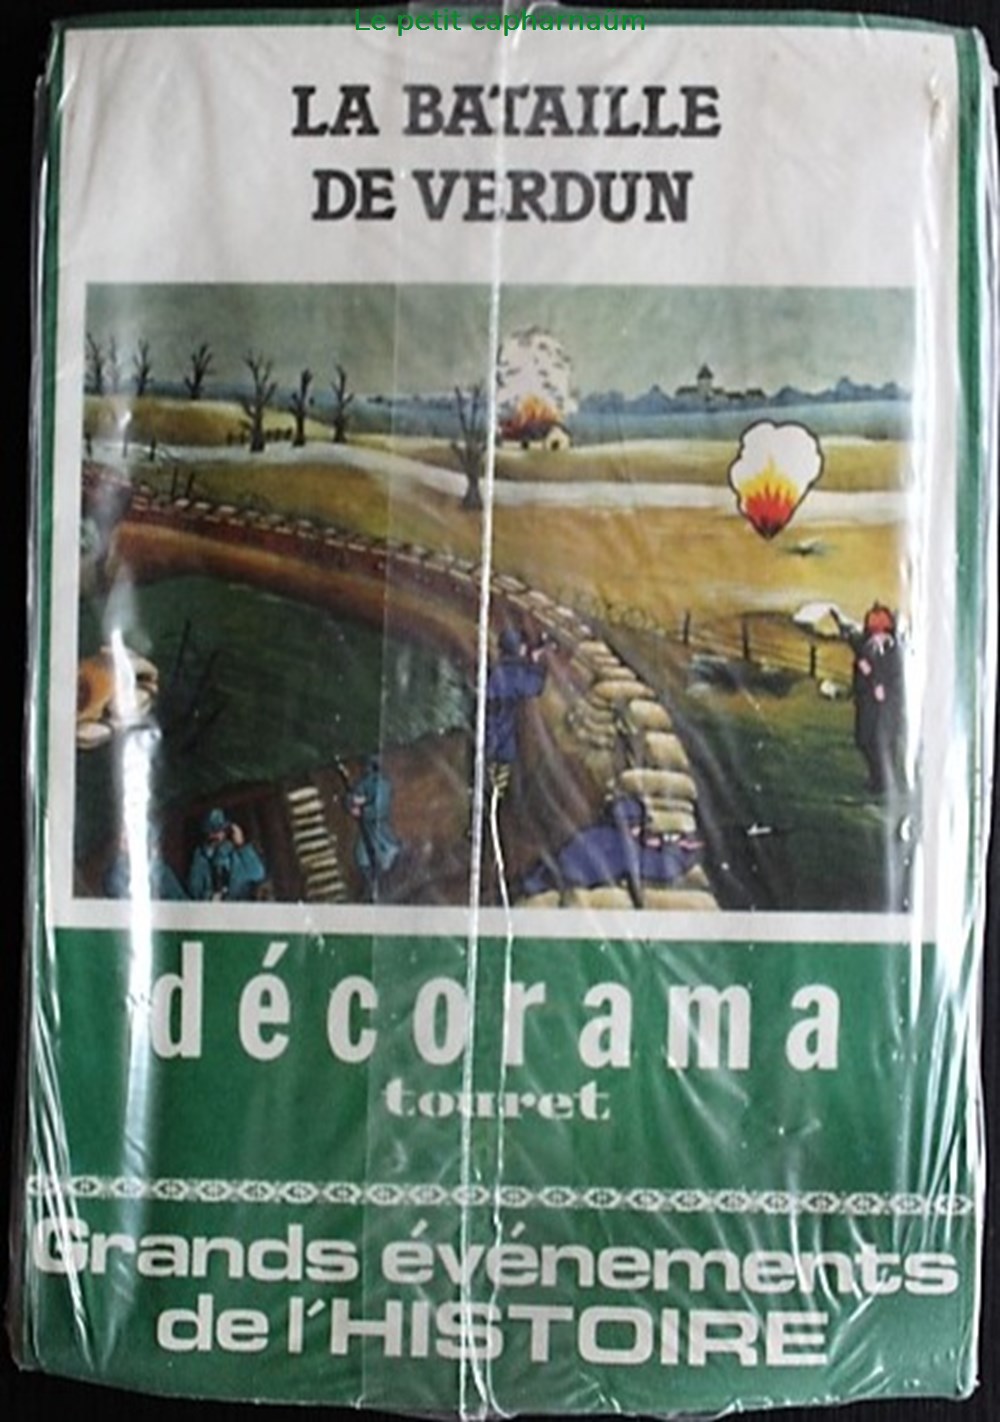 Le petit capharnaüm
LA BATAILLE
DE VERDUN
décorama
touret
Grands événements
de l'HISTOIRE